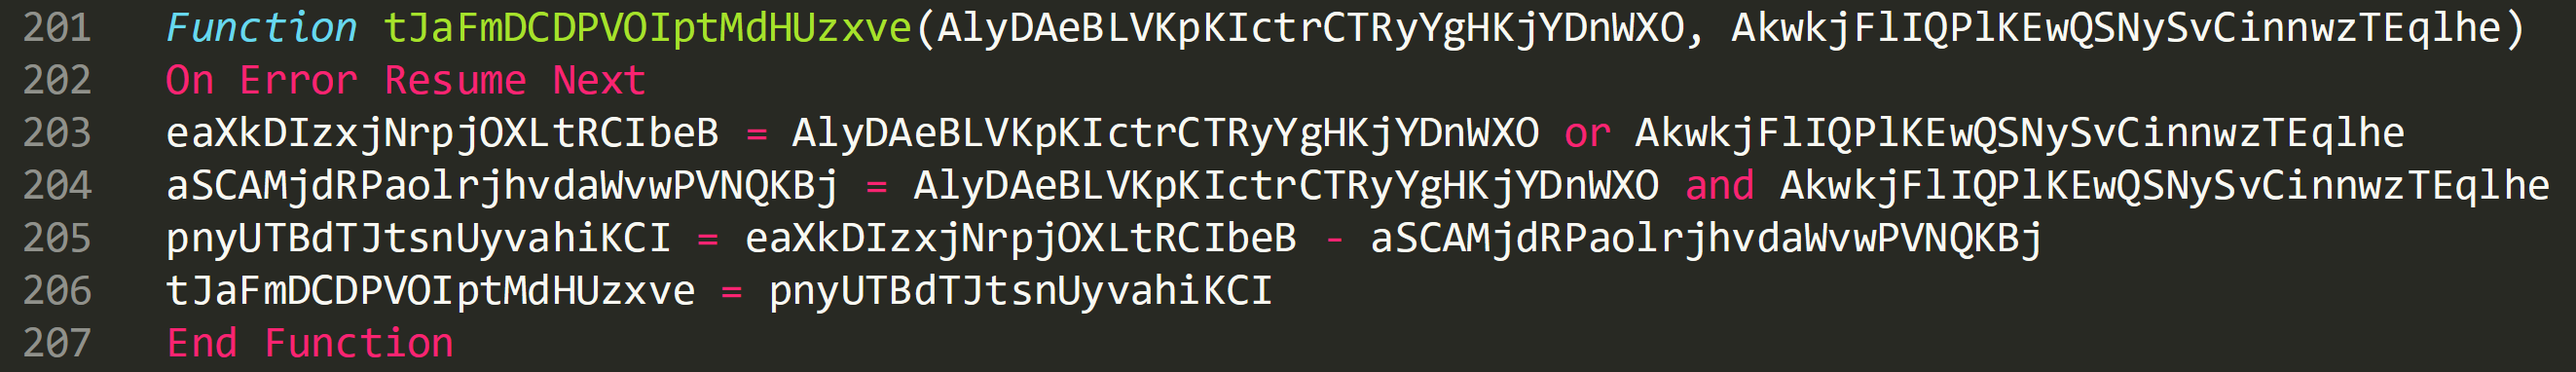 201 Function tJaFmDCDPVOIptMdHUzxve(AlyDAeBLVKpKIctrCTRyYgHKjYDnWXO, AkwkjFlIQPlKEwQSNySvCinnwzTEqlhe)
202 On Error Resume Next
203 eaXkDIzxjNrpjOXLtRCIbeB = AlyDAeBLVKpKIctrCTRyYgHKjYDnWXO or AkwkjFlIQPlKEwQSNySvCinnwzTEqlhe
204 aSCAMjdRPaolrjhvdaWvwPVNQKBj = AlyDAeBLVKpKIctrCTRyYgHKjYDnWXO and AkwkjFlIQPlKEwQSNySvCinnwzTEqlhe
205 pnyUTBdTJtsnUyvahiKCI = eaXkDIzxjNrpjOXLtRCIbeB - aSCAMjdRPaolrjhvdaWvwPVNQKBj
206 tJaFmDCDPVOIptMdHUzxve = pnyUTBdTJtsnUyvahiKCI
207 End Function